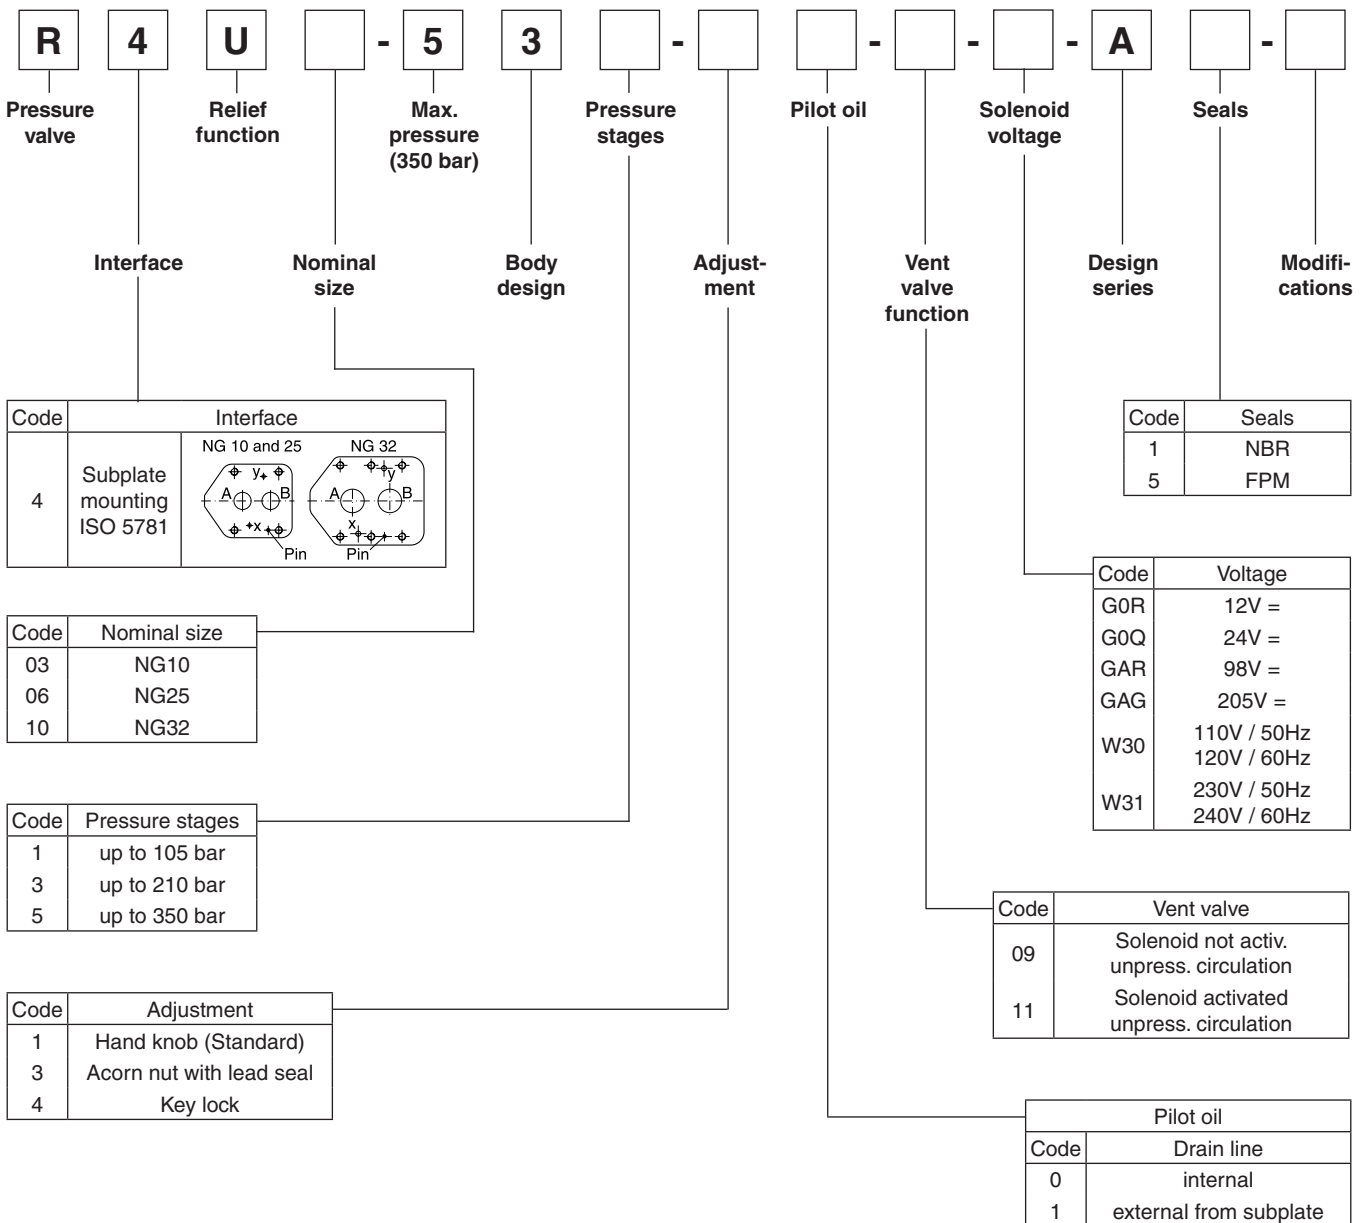 R 4 U - 5 3 - - - - A -
Pressure valve
Relief function
Max. pressure (350 bar)
Pressure stages
Pilot oil
Solenoid voltage
Seals
Interface
Nominal size
Body design
Adjust- ment
Vent valve function
Design series
Modifi- cations
Code Interface
NG 10 and 25 NG 32
4 Subplate mounting ISO 5781
y A B x Pin
y A B x Pin
Code Seals
1 NBR
5 FPM
Code Voltage
G0R 12V =
G0Q 24V =
GAR 98V =
GAG 205V =
W30 110V / 50Hz
120V / 60Hz
W31 230V / 50Hz
240V / 60Hz
Code Nominal size
03 NG10
06 NG25
10 NG32
Code Pressure stages
1 up to 105 bar
3 up to 210 bar
5 up to 350 bar
Code Vent valve
09 Solenoid not activ.
unpress. circulation
11 Solenoid activated
unpress. circulation
Code Adjustment
1 Hand knob (Standard)
3 Acorn nut with lead seal
4 Key lock
Pilot oil
Code Drain line
0 internal
1 external from subplate